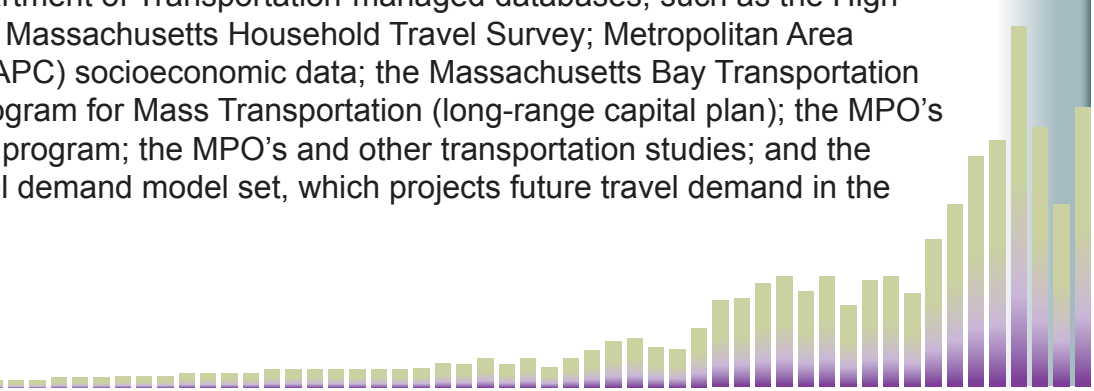 artment of Transportation-managed databases, such as the High
Massachusetts Household Travel Survey; Metropolitan Area
APC) socioeconomic data; the Massachusetts Bay Transportation
ogram for Mass Transportation (long-range capital plan); the MPO’s
program; the MPO’s and other transportation studies; and the
l demand model set, which projects future travel demand in the